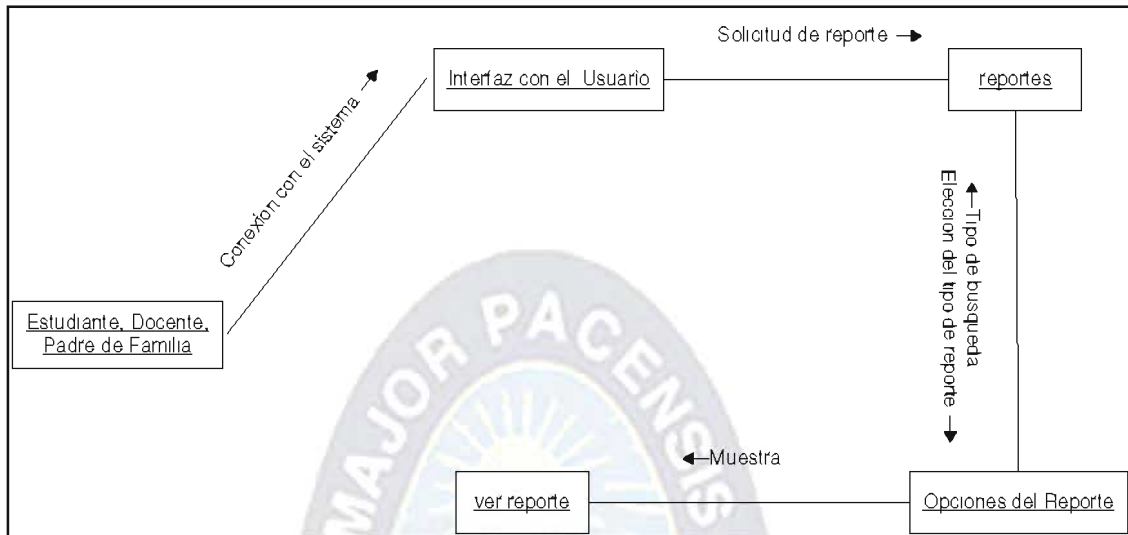 Solicitud de reporte
Interfaz con el Usuario
reportes
Conexion con el sistema
Tipo de busqueda
Eleccion del tipo de reporte
Estudiante, Docente,
Padre de Familia
MAJOR PACENSIS
Muestra
ver reporte
Opciones del Reporte